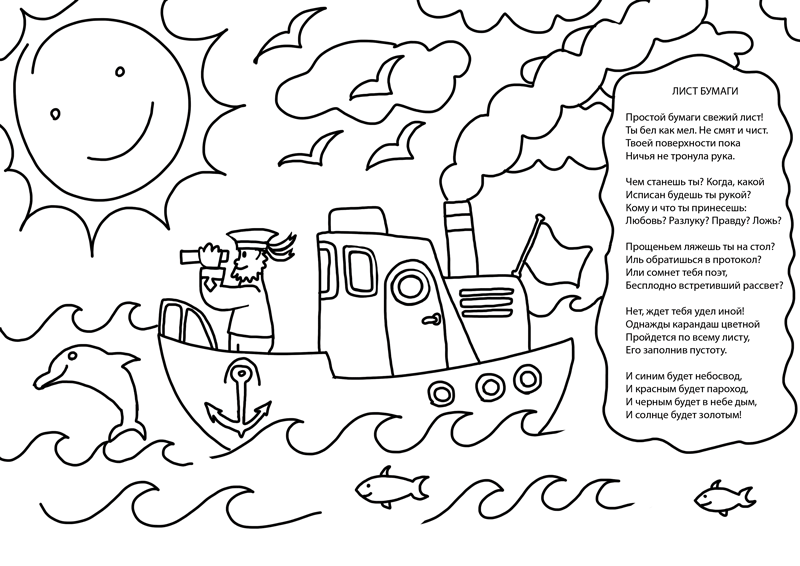 ЛИСТ БУМАГИ
Простой бумаги свежий лист!
Ты бел как мел. Не смят и чист.
Твоей поверхности пока
Ничья не тронула рука.
Чем станешь ты? Когда, какой
Исписан будешь ты рукой?
Кому и что ты принесешь:
Любовь? Разлуку? Правду? Ложь?
Прощеньем ляжешь ты на стол?
Иль обратишься в протокол?
Или сомнет тебя поэт,
Бесплодно встретивший рассвет?
Нет, ждет тебя удел иной!
Однажды карандаш цветной
Пройдется по всему листу,
Его заполнив пустоту.
И синим будет небосвод,
И красным будет пароход,
И черным будет в небе дым,
И солнце будет золотым!